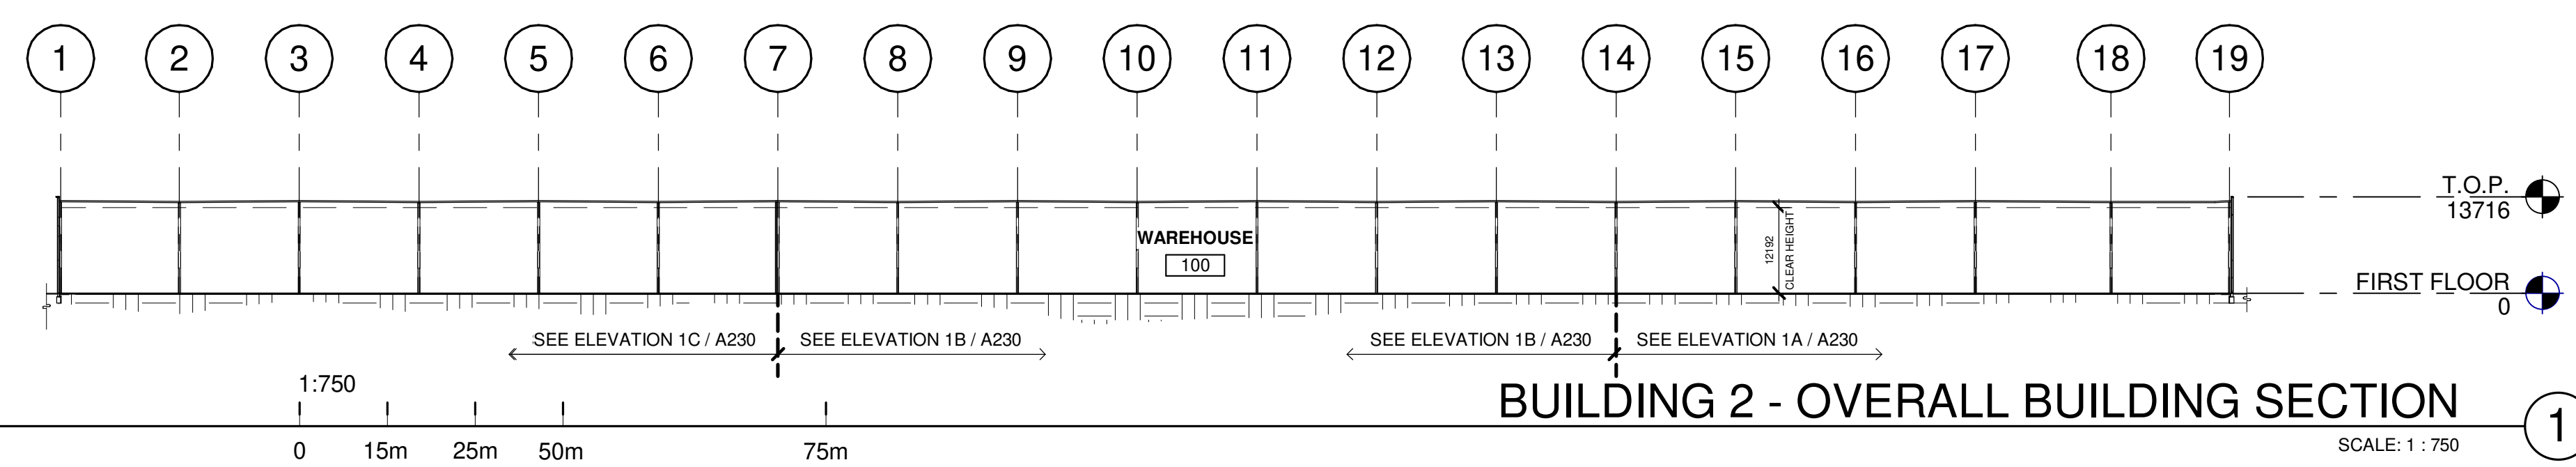 1 2 3 4 5 6 7 8 9 10 11 12 13 14 15 16 17 18 19
T.O.P.
13716
WAREHOUSE
100
12192
CLEAR HEIGHT
FIRST FLOOR
0
SEE ELEVATION 1C / A230
SEE ELEVATION 1B / A230
SEE ELEVATION 1B / A230
SEE ELEVATION 1A / A230
1:750
0 15m 25m 50m 75m
BUILDING 2 - OVERALL BUILDING SECTION
1
SCALE: 1 : 750